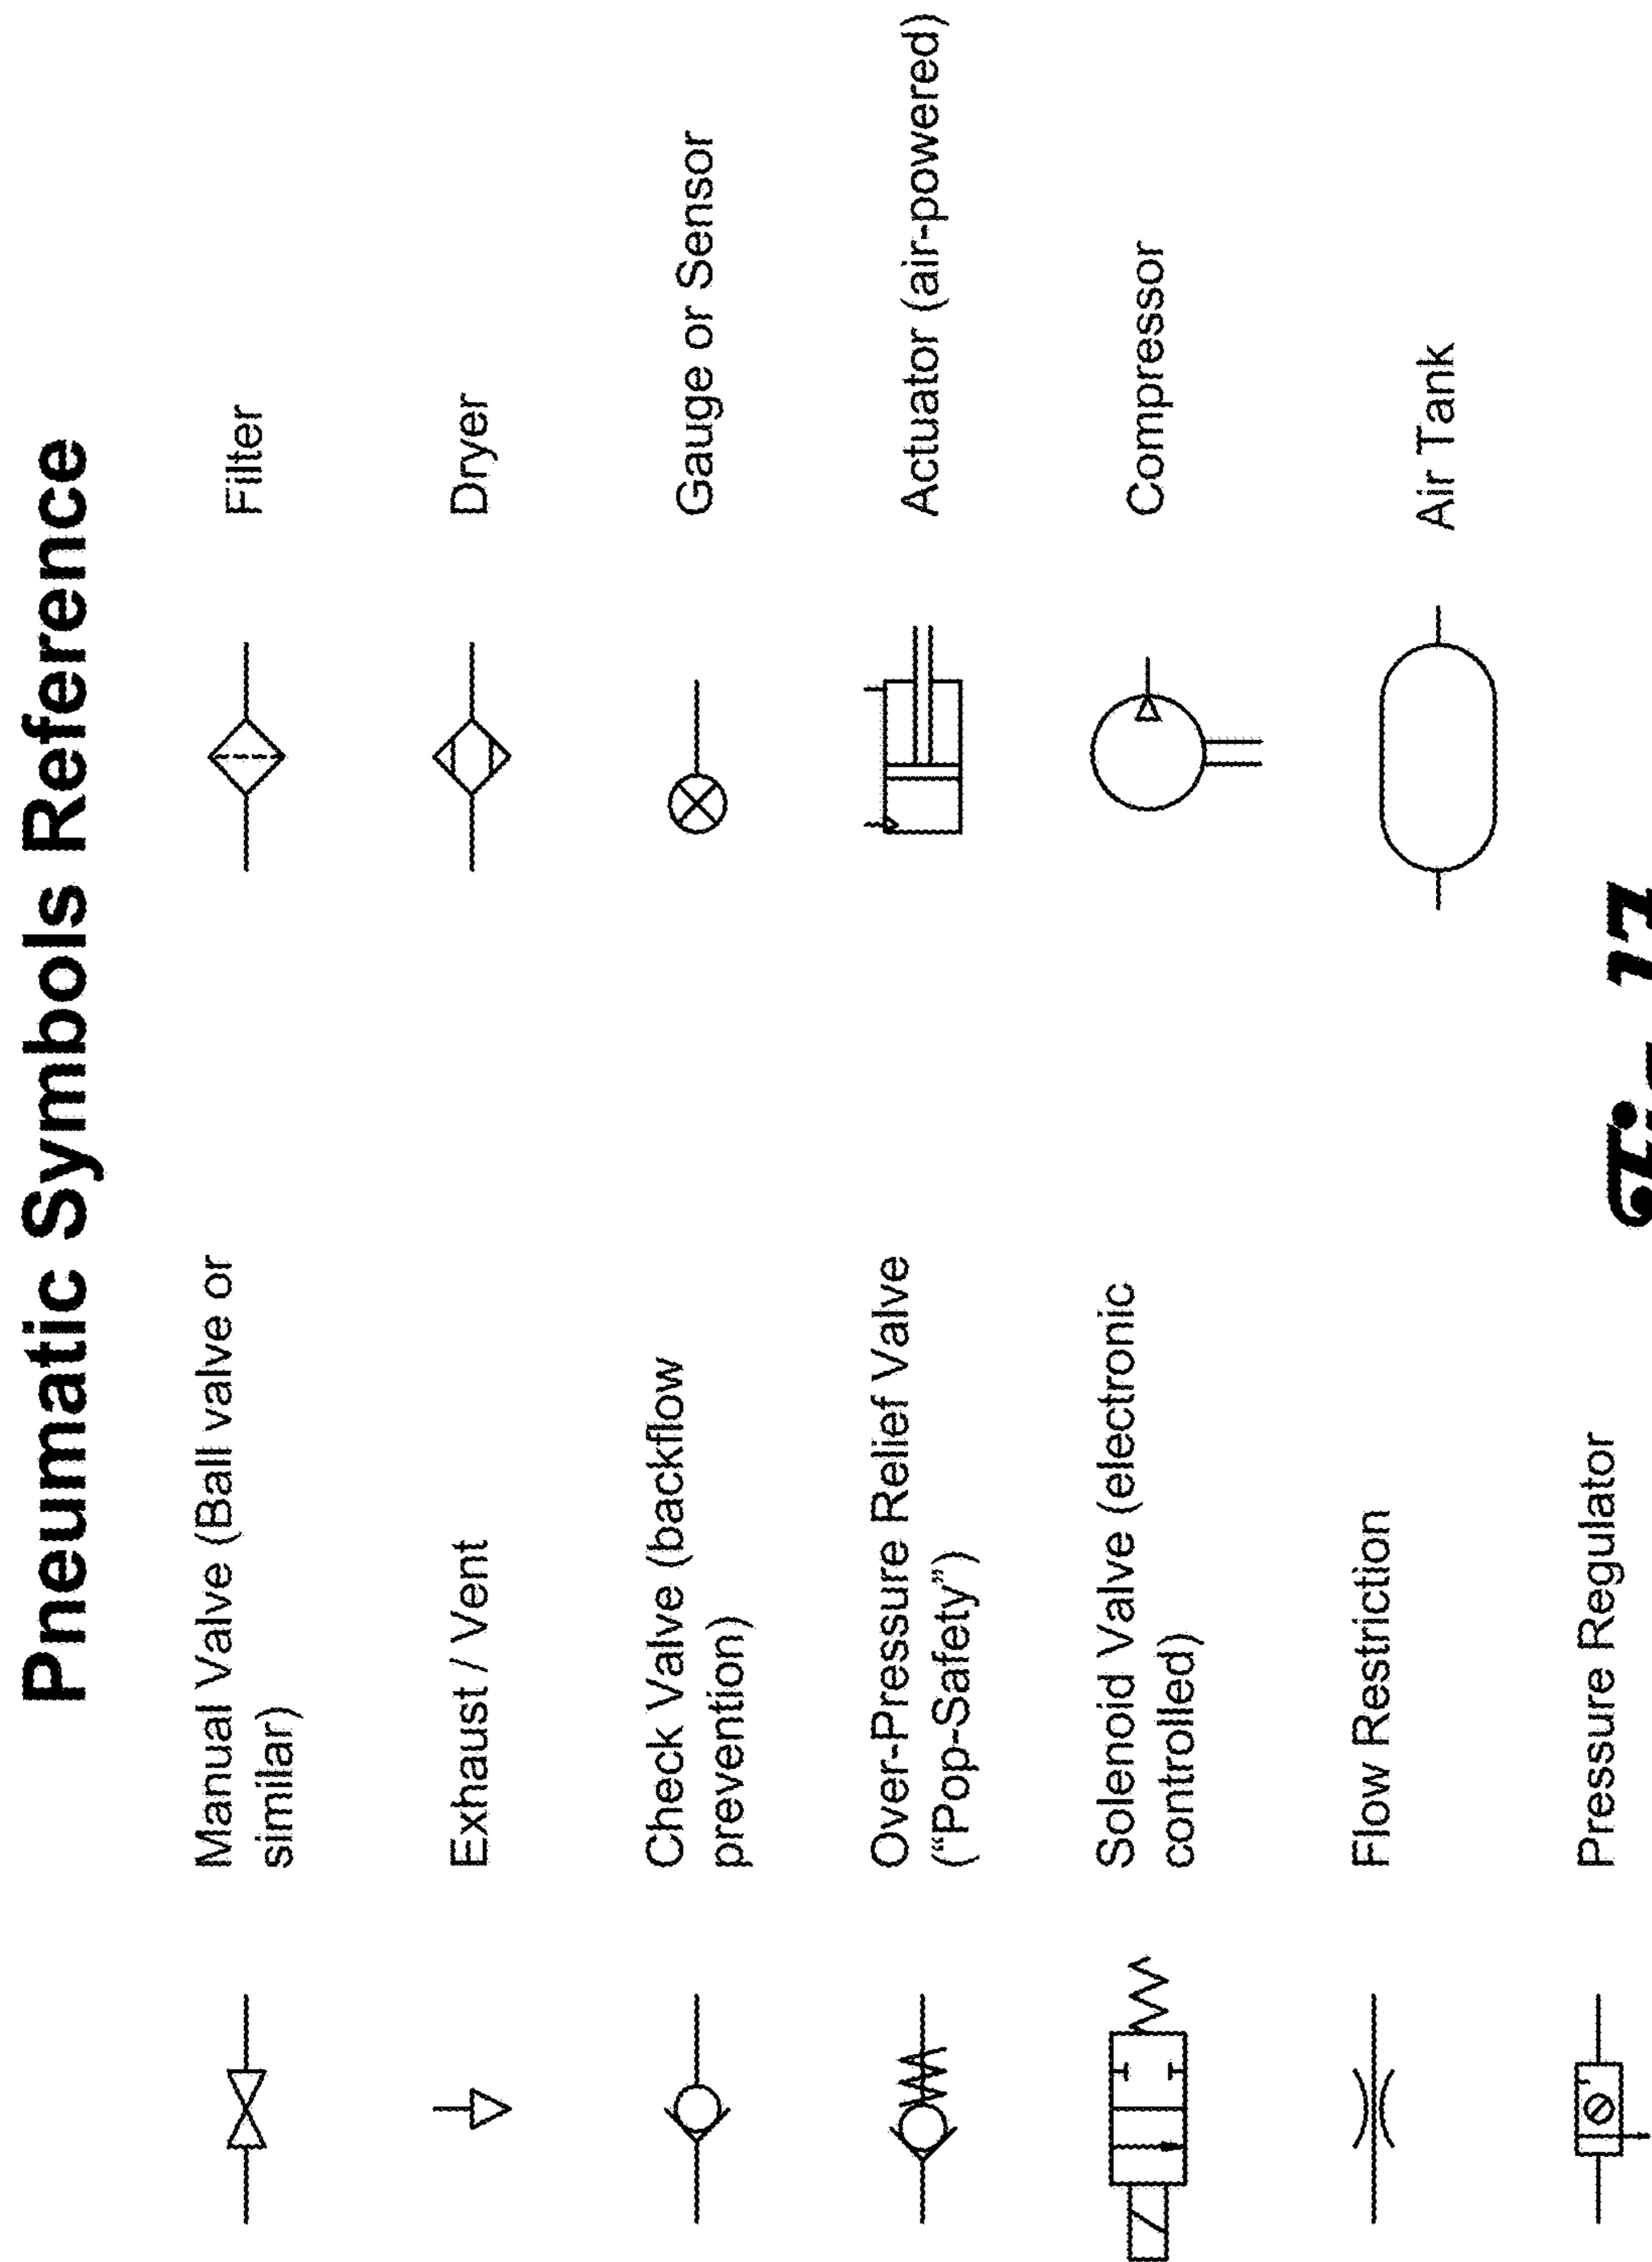 Pneumatic Symbols Reference
Manual Valve (Ball valve or
similar)
Exhaust / Vent
Check Valve (backflow
prevention)
Over-Pressure Relief Valve
(“Pop-Safety”)
Solenoid Valve (electronic
controlled)
Flow Restriction
Pressure Regulator
Filter
Dryer
Gauge or Sensor
Actuator (air-powered)
Compressor
Air Tank